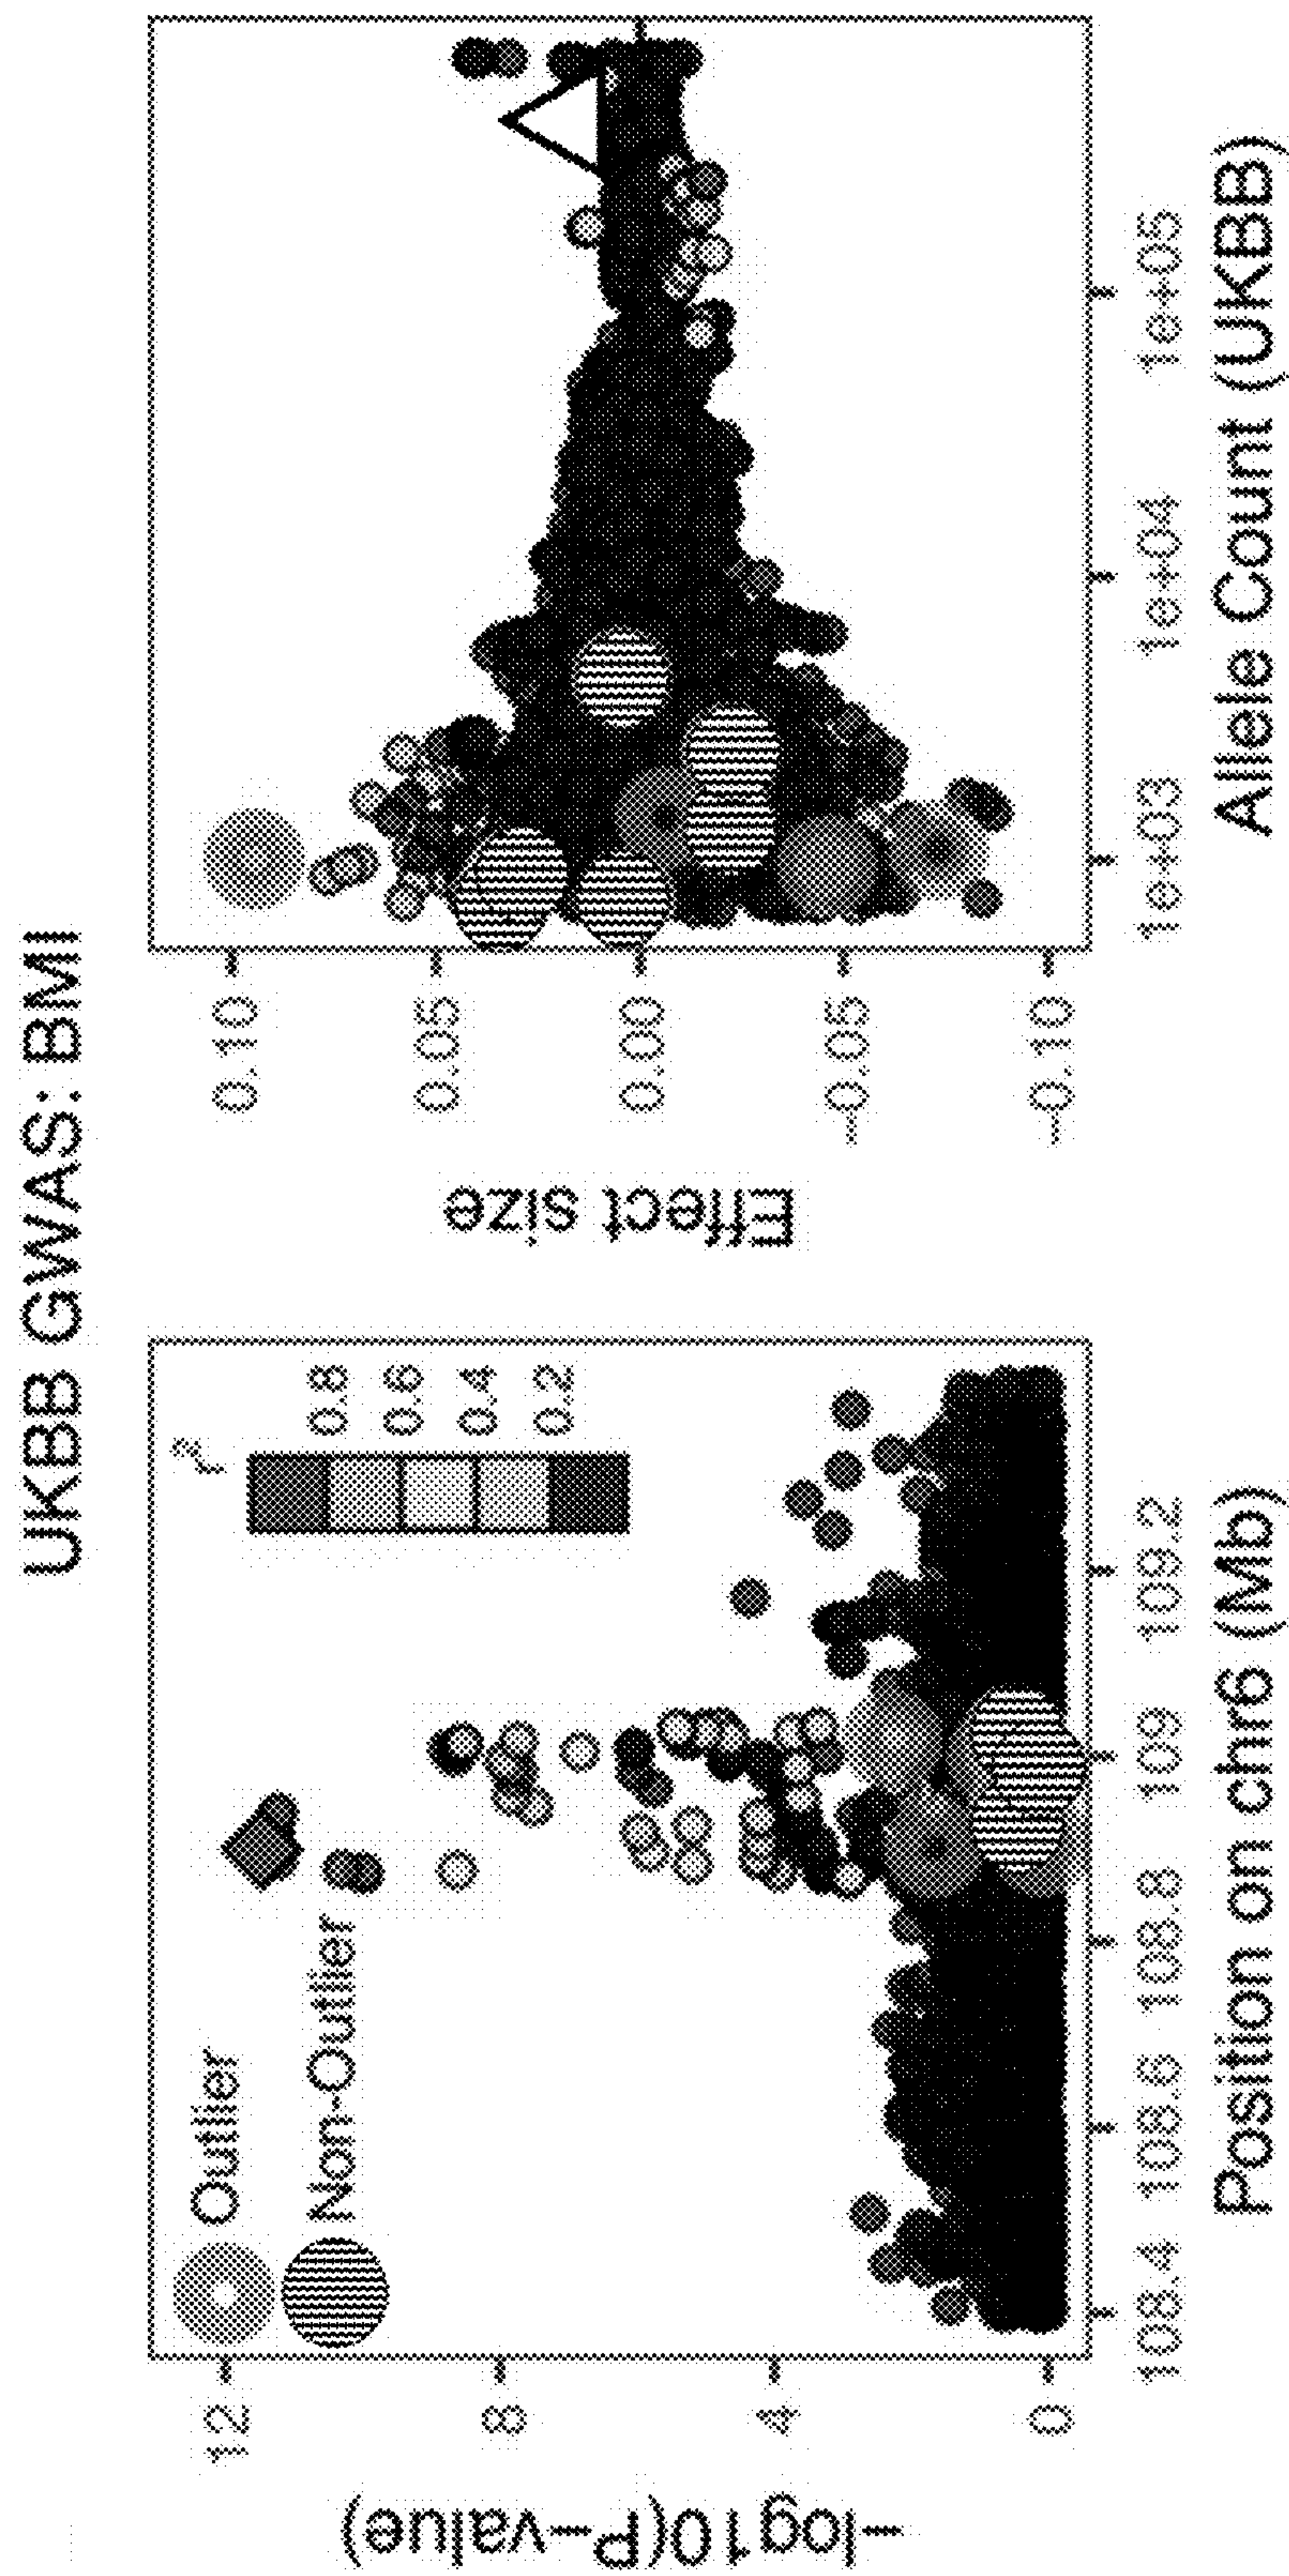 UKBB GWAS: BMI
−log10(P−value)
12
8
4
0
Outlier
Non-Outlier
r²
0.8
0.6
0.4
0.2
108.4 108.6 108.8 109 109.2
Position on chr6 (Mb)
Effect size
0.10
0.05
0.00
−0.05
−0.10
1e+03 1e+04 1e+05
Allele Count (UKBB)